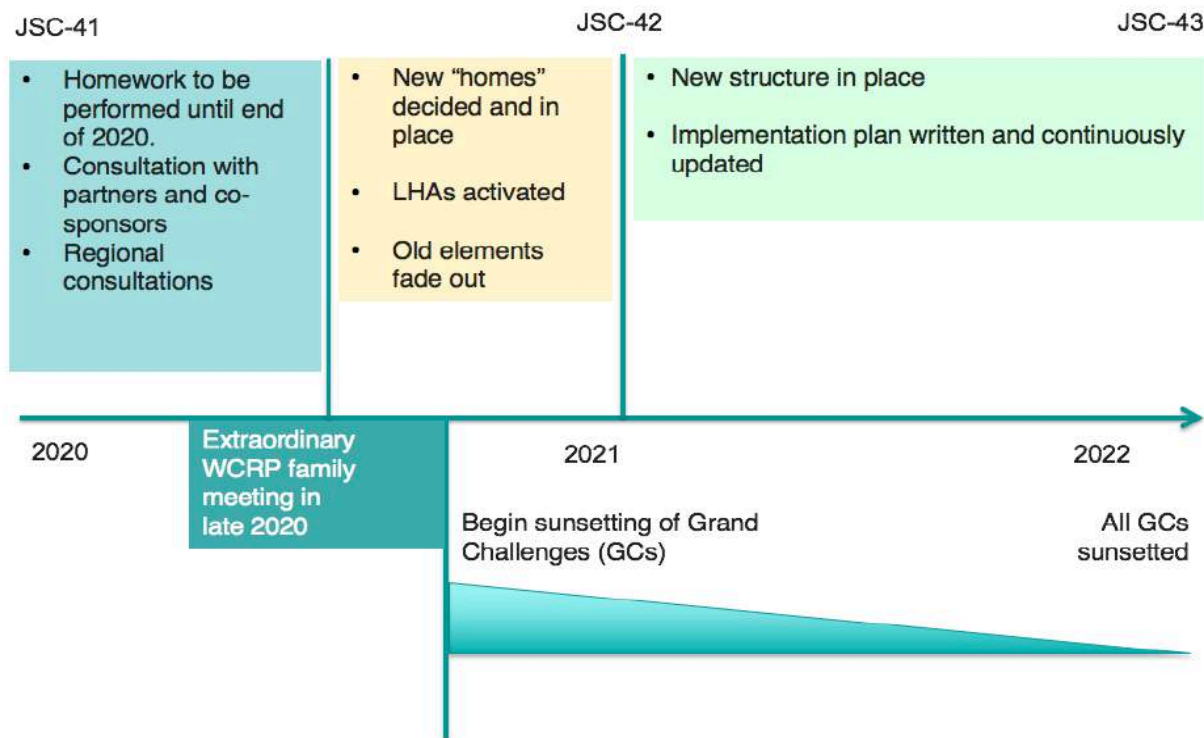 JSC-41
JSC-42
JSC-43
• Homework to be
performed until end
of 2020.
• Consultation with
partners and co-
sponsors
• Regional
consultations
• New “homes”
decided and in
place
• LHAs activated
• Old elements
fade out
• New structure in place
• Implementation plan written and continuously
updated
2020
Extraordinary
WCRP family
meeting in
late 2020
2021
2022
Begin sunsetting of Grand
Challenges (GCs)
All GCs
sunsetted